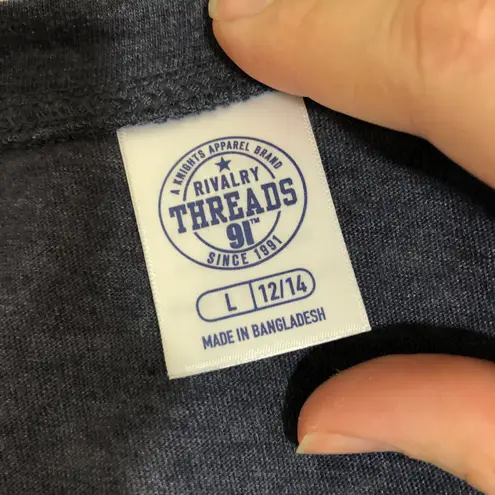 A KNIGHTS APPAREL BRAND
RIVALRY
THREADS
91™
SINCE 1991
L 12/14
MADE IN BANGLADESH